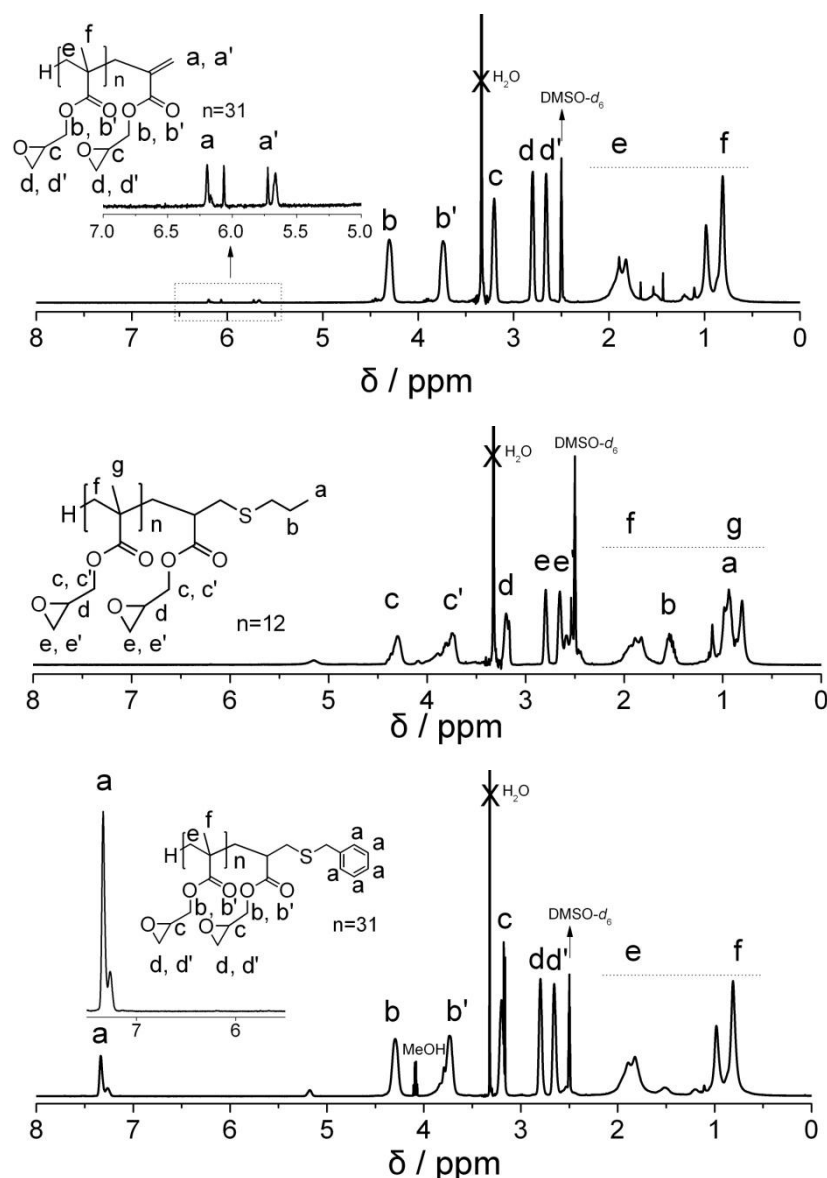 f
e
a, a'
H
n
O
O
n=31
O
O
b, b'
b, b'
a
a'
O
c
O
c
d, d'
d, d'
7.0 6.5 6.0 5.5 5.0
H₂O
DMSO-d₆
b
b'
c
d d'
e
f
8 7 6 5 4 3 2 1 0
δ / ppm
g
f
a
H
n
S
b
O
O
O
O
c, c'
c, c'
O
d
O
d
n=12
e, e'
e, e'
H₂O
DMSO-d₆
c
c'
d
e e'
f
g
b
a
8 7 6 5 4 3 2 1 0
δ / ppm
a
f
e
H
n
S
a
a
a
a
a
O
O
O
O
b, b'
b, b'
O
c
O
c
n=31
d, d'
d, d'
7 6
a
H₂O
DMSO-d₆
b
MeOH
b'
c
d d'
e
f
8 7 6 5 4 3 2 1 0
δ / ppm